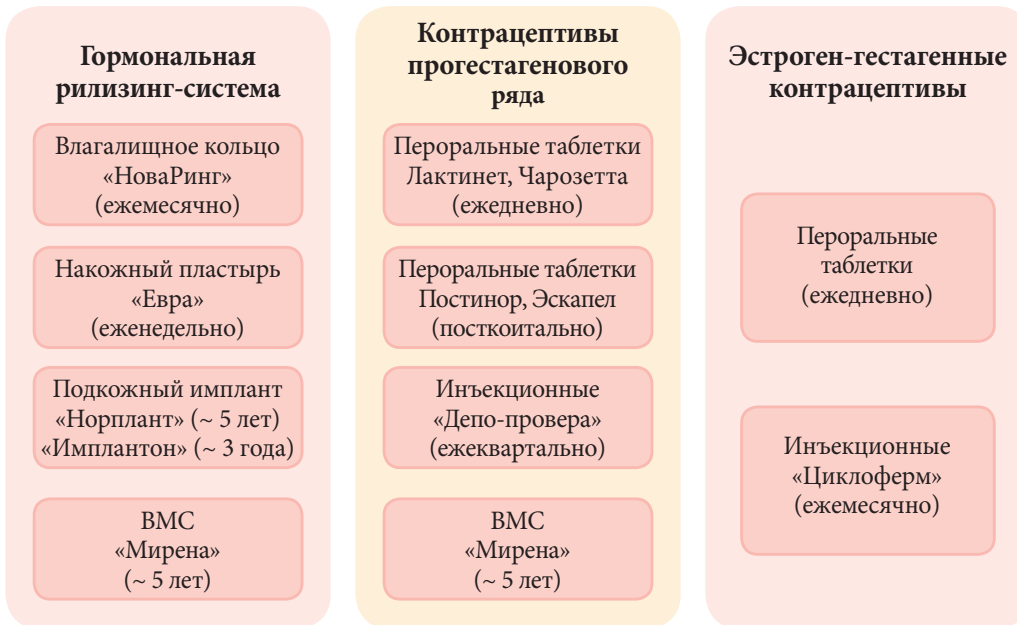 Гормональная
рилизинг-система
Влагалищное кольцо
«НоваРинг»
(ежемесячно)
Накожный пластырь
«Евра»
(еженедельно)
Подкожный имплант
«Норплант» (~ 5 лет)
«Имплантон» (~ 3 года)
ВМС
«Мирена»
(~ 5 лет)
Контрацептивы
прогестагенового
ряда
Пероральные таблетки
Лактинет, Чарозетта
(ежедневно)
Пероральные таблетки
Постинор, Эскапел
(посткоитально)
Инъекционные
«Депо-провера»
(ежеквартально)
ВМС
«Мирена»
(~ 5 лет)
Эстроген-гестагенные
контрацептивы
Пероральные
таблетки
(ежедневно)
Инъекционные
«Циклоферм»
(ежемесячно)